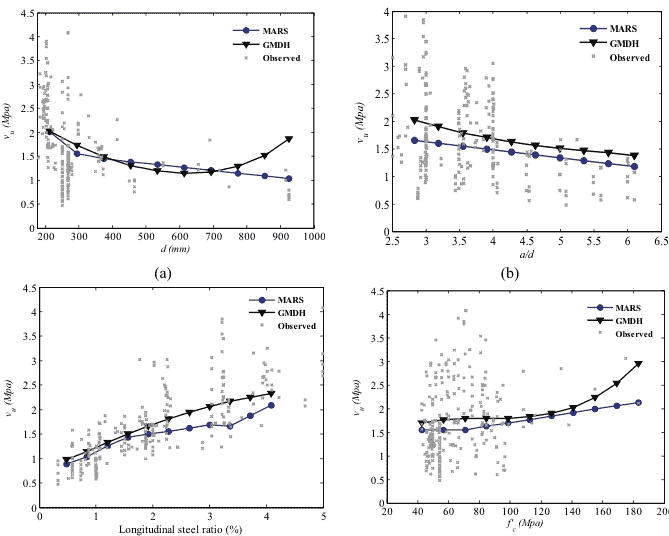 4.5
4
3.5
3
2.5
2
1.5
1
0.5
0
200 300 400 500 600 700 800 900 1000
v_u (Mpa)
d (mm)
MARS
GMDH
Observed
(a)
4
3.5
3
2.5
2
1.5
1
0.5
0
2.5 3 3.5 4 4.5 5 5.5 6 6.5
v_u (Mpa)
a/d
MARS
GMDH
Observed
(b)
4.5
4
3.5
3
2.5
2
1.5
1
0.5
0
0 1 2 3 4 5
v_u (Mpa)
Longitudinal steel ratio (%)
MARS
GMDH
Observed
4.5
4
3.5
3
2.5
2
1.5
1
0.5
0
20 40 60 80 100 120 140 160 180 200
v_u (Mpa)
f'_c (Mpa)
MARS
GMDH
Observed